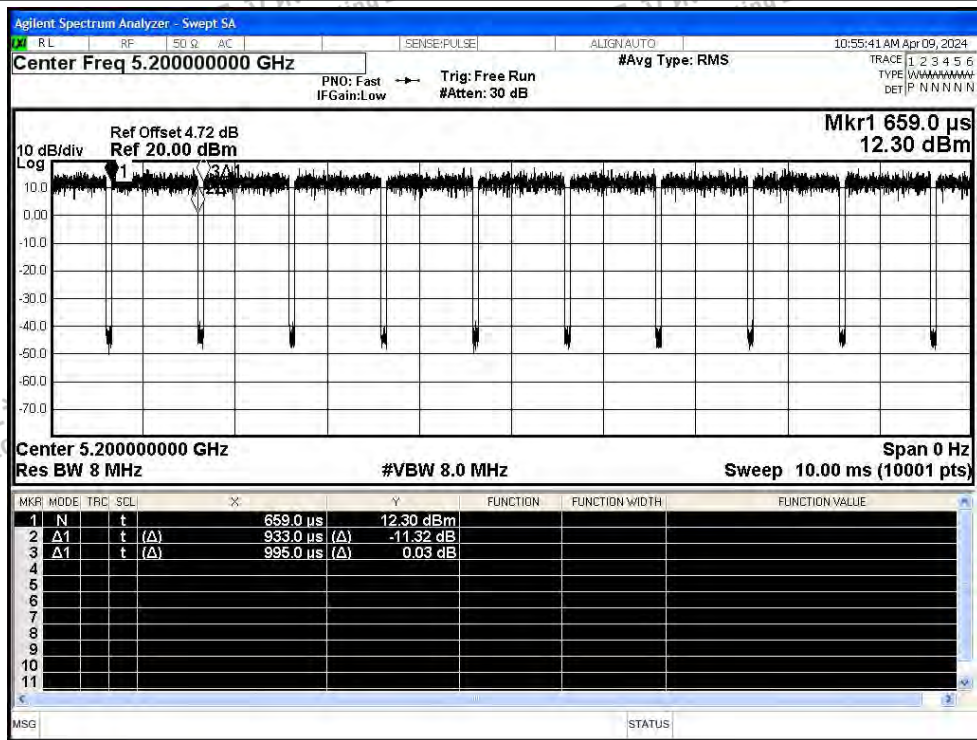 Agilent Spectrum Analyzer - Swept SA
RL RF 50 Ω AC SENSE:PULSE ALIGNAUTO 10:55:41 AM Apr 09, 2024
Center Freq 5.200000000 GHz #Avg Type: RMS TRACE 1 2 3 4 5 6
PNO: Fast Trig: Free Run TYPE WWWWWW
IFGain:Low #Atten: 30 dB DET P N N N N N
Ref Offset 4.72 dB Mkr1 659.0 µs
10 dB/div Ref 20.00 dBm 12.30 dBm
Log
1 3Δ1
10.0
0.00
-10.0
-20.0
-30.0
-40.0
-50.0
-60.0
-70.0
Center 5.200000000 GHz Span 0 Hz
Res BW 8 MHz #VBW 8.0 MHz Sweep 10.00 ms (10001 pts)
MKR MODE TRC SCL X Y FUNCTION FUNCTION WIDTH FUNCTION VALUE
1 N t 659.0 µs 12.30 dBm
2 Δ1 t (Δ) 933.0 µs (Δ) -11.32 dB
3 Δ1 t (Δ) 995.0 µs (Δ) 0.03 dB
4
5
6
7
8
9
10
11
MSG STATUS